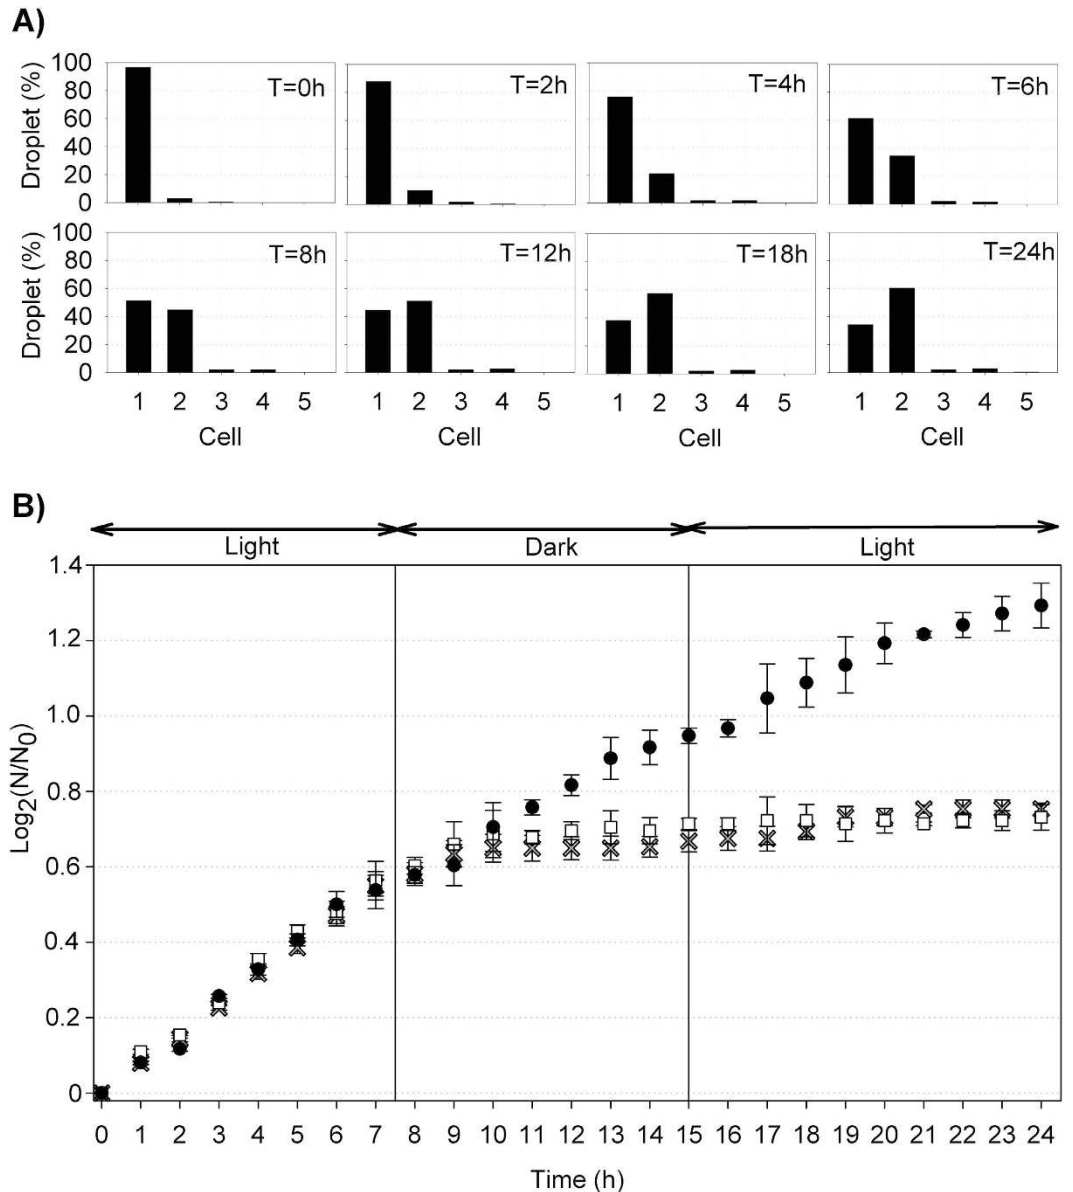 A)
Droplet (%)
100
80
60
40
20
0
T=0h
T=2h
T=4h
T=6h
Droplet (%)
100
80
60
40
20
0
T=8h
T=12h
T=18h
T=24h
1 2 3 4 5
1 2 3 4 5
1 2 3 4 5
1 2 3 4 5
Cell
Cell
Cell
Cell
B)
Light
Dark
Light
Log2(N/N0)
1.4
1.2
1.0
0.8
0.6
0.4
0.2
0
0 1 2 3 4 5 6 7 8 9 10 11 12 13 14 15 16 17 18 19 20 21 22 23 24
Time (h)